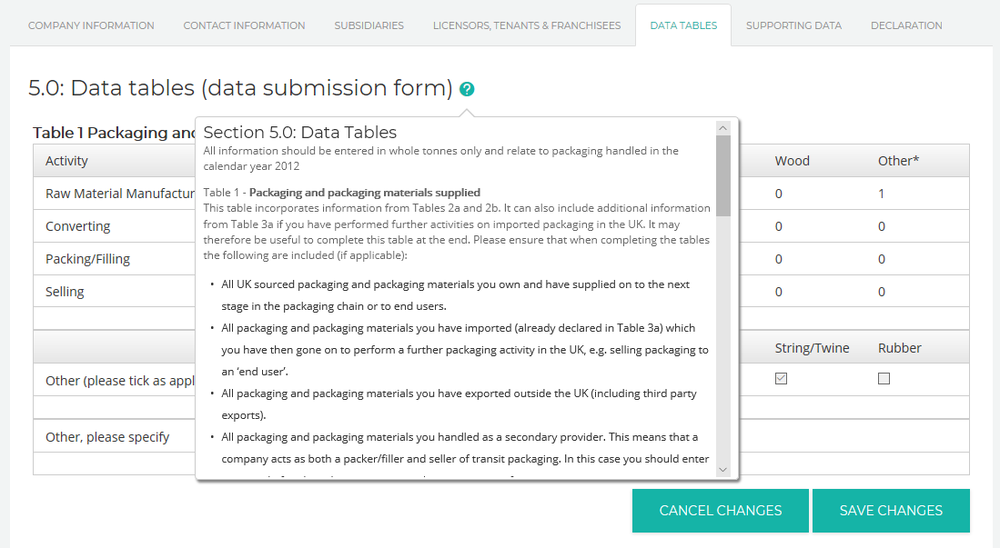 COMPANY INFORMATION CONTACT INFORMATION SUBSIDIARIES LICENSORS, TENANTS & FRANCHISEES DATA TABLES SUPPORTING DATA DECLARATION
5.0: Data tables (data submission form) ?
Table 1 Packaging and
Activity Wood Other*
Raw Material Manufactur 0 1
Converting 0 0
Packing/Filling 0 0
Selling 0 0
String/Twine Rubber
Other (please tick as appl
Other, please specify
Section 5.0: Data Tables
All information should be entered in whole tonnes only and relate to packaging handled in the
calendar year 2012
Table 1 - Packaging and packaging materials supplied
This table incorporates information from Tables 2a and 2b. It can also include additional information
from Table 3a if you have performed further activities on imported packaging in the UK. It may
therefore be useful to complete this table at the end. Please ensure that when completing the tables
the following are included (if applicable):
• All UK sourced packaging and packaging materials you own and have supplied on to the next
stage in the packaging chain or to end users.
• All packaging and packaging materials you have imported (already declared in Table 3a) which
you have then gone on to perform a further packaging activity in the UK, e.g. selling packaging to
an ‘end user’.
• All packaging and packaging materials you have exported outside the UK (including third party
exports).
• All packaging and packaging materials you handled as a secondary provider. This means that a
company acts as both a packer/filler and seller of transit packaging. In this case you should enter
CANCEL CHANGES SAVE CHANGES